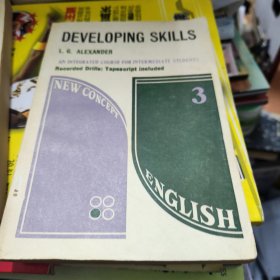 DEVELOPING SKILLS
L. G. ALEXANDER
AN INTEGRATED COURSE FOR INTERMEDIATE STUDENTS
Recorded Drills: Tapescript included
NEW CONCEPT
3
ENGLISH